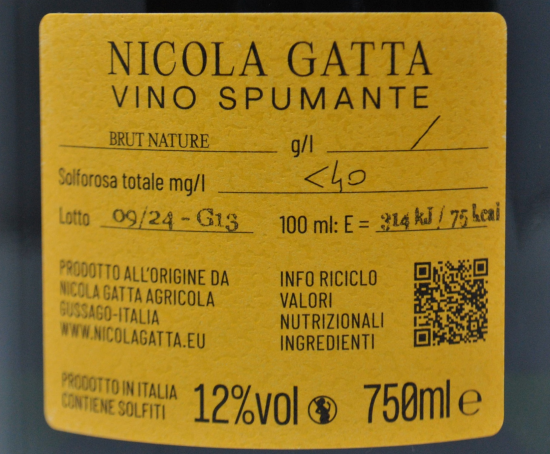 NICOLA GATTA
VINO SPUMANTE
BRUT NATURE g/l /
Solforosa totale mg/l <40
Lotto 09/24 - G13 100 ml: E = 314 kJ / 75 kcal
PRODOTTO ALL'ORIGINE DA
NICOLA GATTA AGRICOLA
GUSSAGO-ITALIA
WWW.NICOLAGATTA.EU
INFO RICICLO
VALORI
NUTRIZIONALI
INGREDIENTI
PRODOTTO IN ITALIA
CONTIENE SOLFITI
12%vol 750ml e